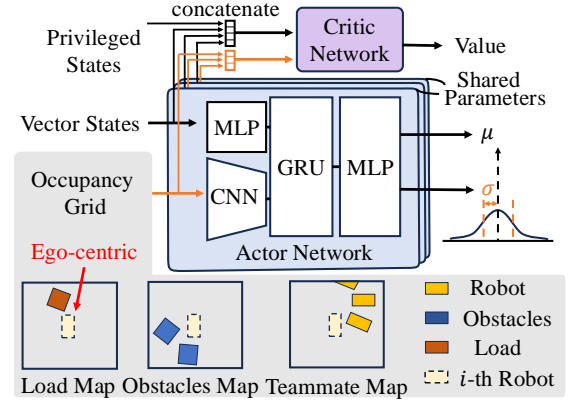 concatenate
Privileged
States
Critic
Network
Value
Shared
Parameters
Vector States
MLP
GRU
MLP
μ
Occupancy
Grid
CNN
σ
Actor Network
Ego-centric
Robot
Obstacles
Load
i-th Robot
Load Map
Obstacles Map
Teammate Map